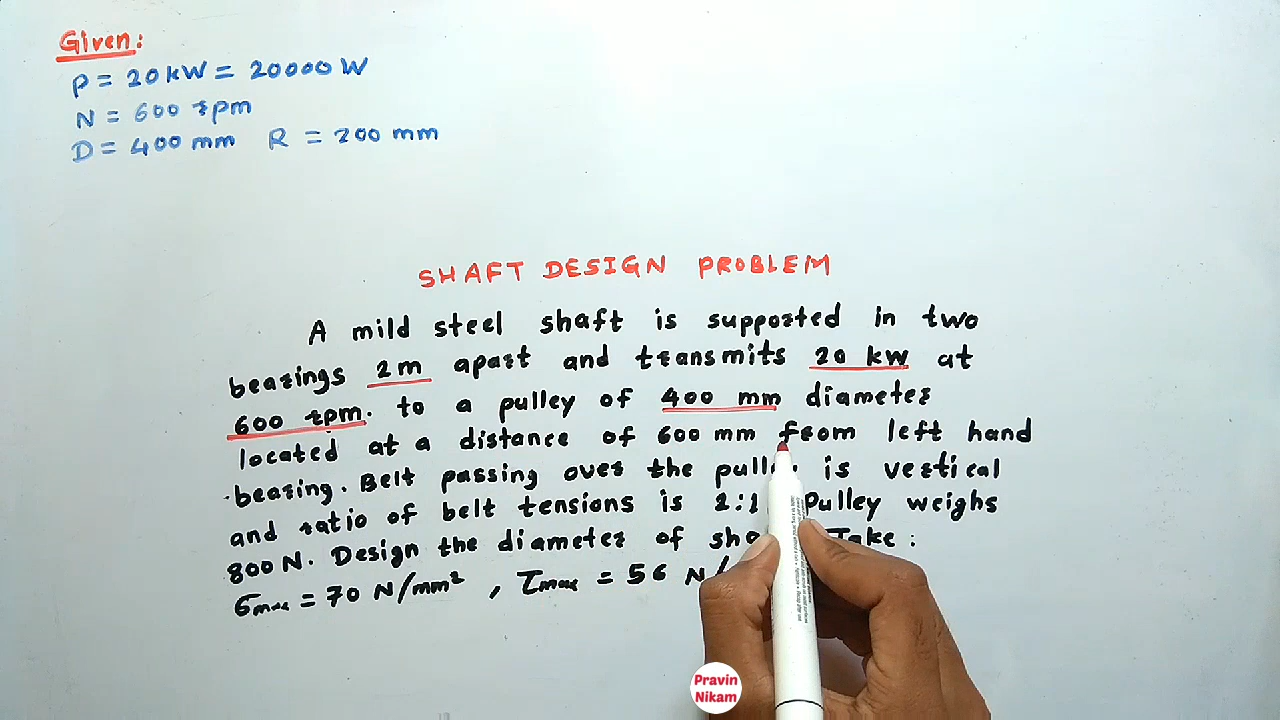 Given:
P = 20 kW = 20000 W
N = 600 rpm
D = 400 mm R = 200 mm
SHAFT DESIGN PROBLEM
A mild steel shaft is supported in two
bearings 2m apart and transmits 20 kW at
600 rpm. to a pulley of 400 mm diameter
located at a distance of 600 mm from left hand
bearing. Belt passing over the pulley is vertical
and ratio of belt tensions is 2:1 Pulley weighs
800 N. Design the diameter of Take:
σmax = 70 N/mm², τmax = 56 N/
Pravin
Nikam